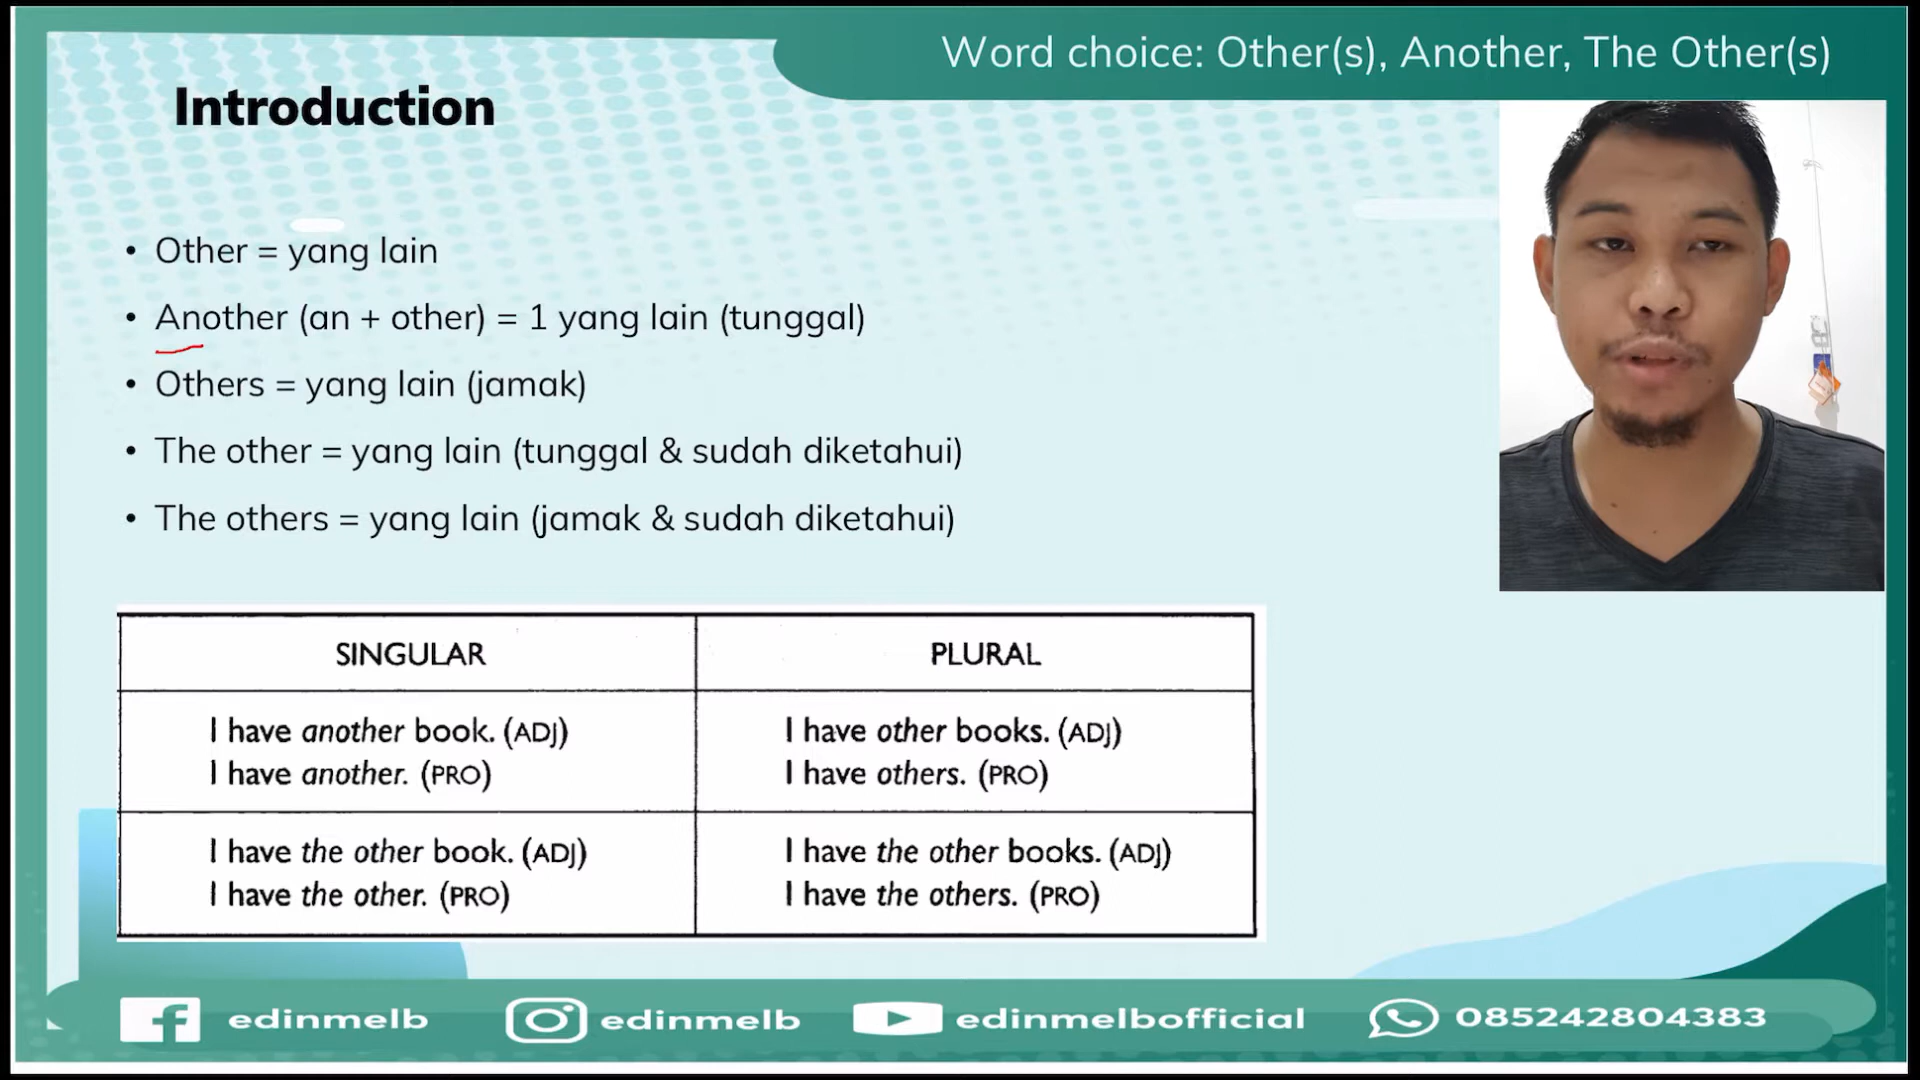 Word choice: Other(s), Another, The Other(s)
Introduction
• Other = yang lain
• Another (an + other) = 1 yang lain (tunggal)
• Others = yang lain (jamak)
• The other = yang lain (tunggal & sudah diketahui)
• The others = yang lain (jamak & sudah diketahui)
SINGULAR
PLURAL
I have another book. (ADJ)
I have another. (PRO)
I have other books. (ADJ)
I have others. (PRO)
I have the other book. (ADJ)
I have the other. (PRO)
I have the other books. (ADJ)
I have the others. (PRO)
edinmelb
edinmelb
edinmelbofficial
085242804383